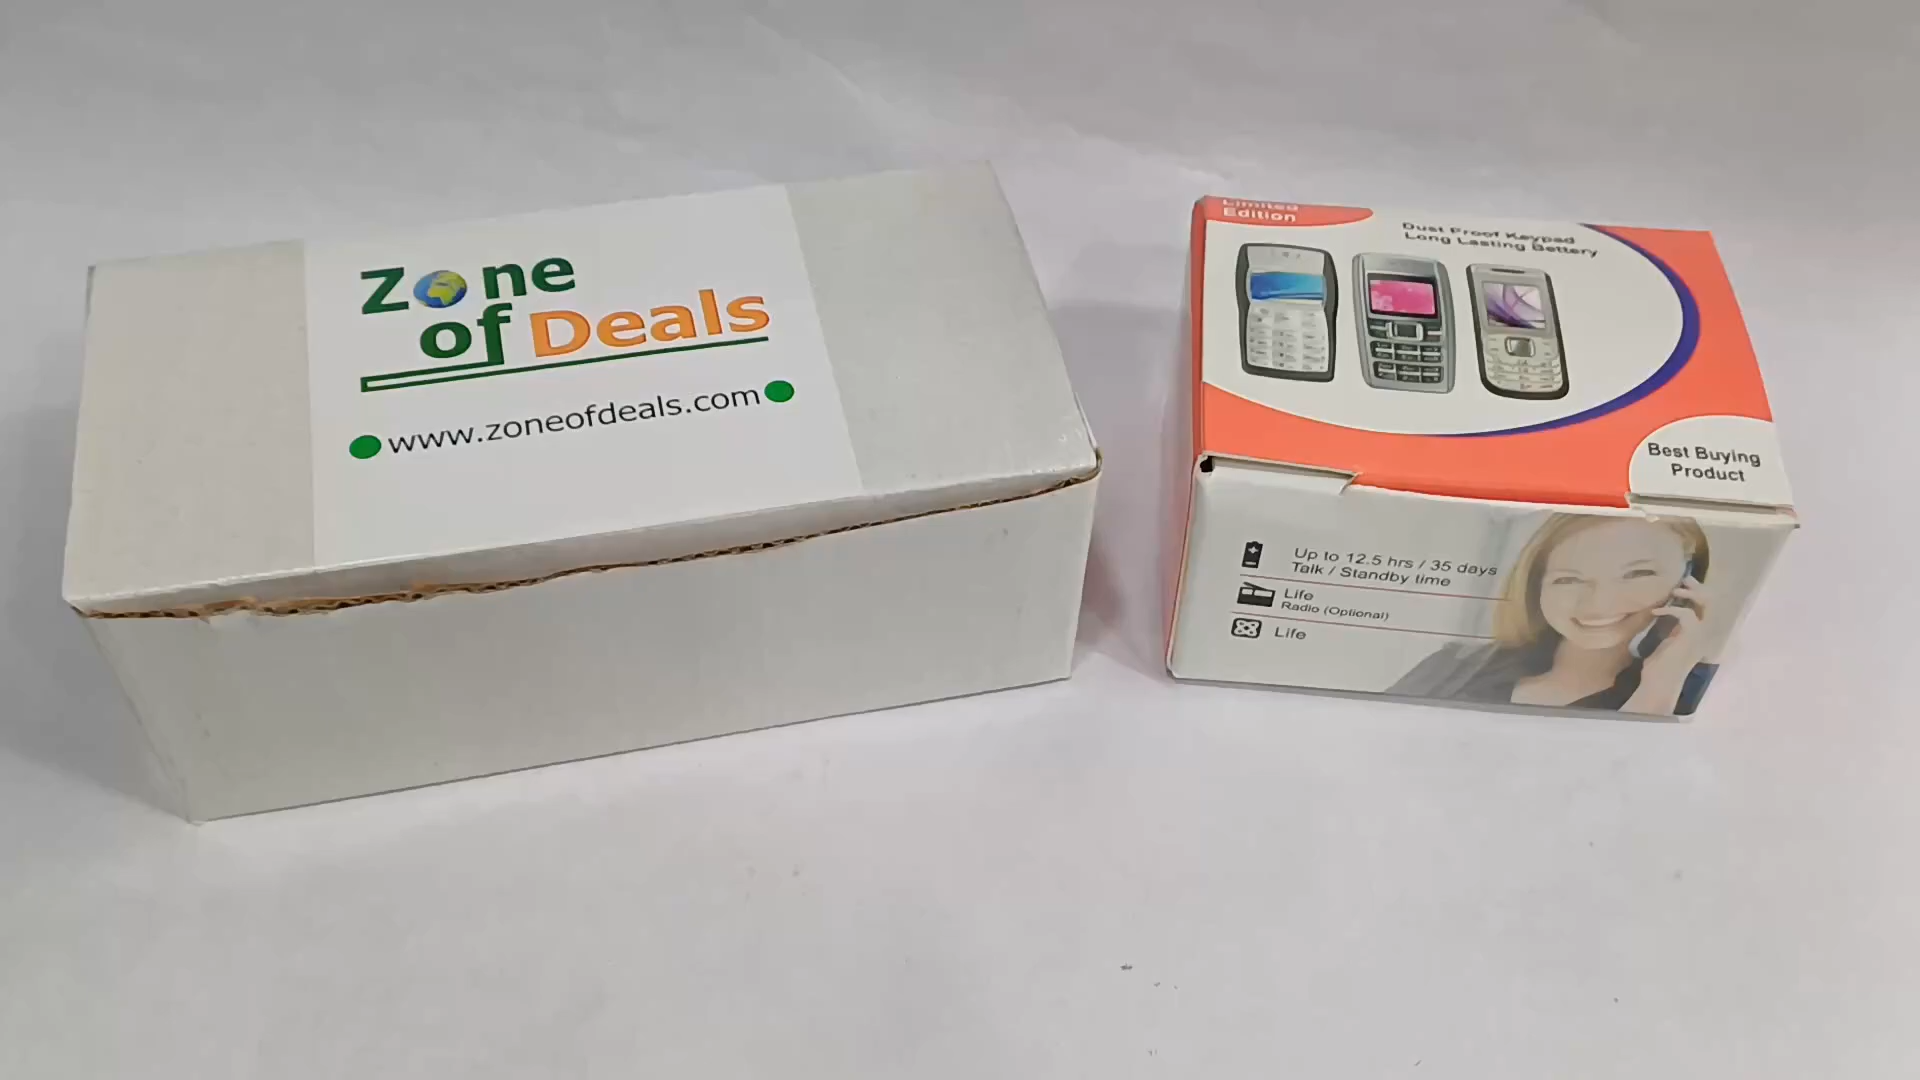 Zone
of Deals
www.zoneofdeals.com
Limited
Edition
Dust Proof Keypad
Long Lasting Bettery
Best Buying
Product
Up to 12.5 hrs / 35 days
Talk / Standby time
Life
Radio (Optional)
Life